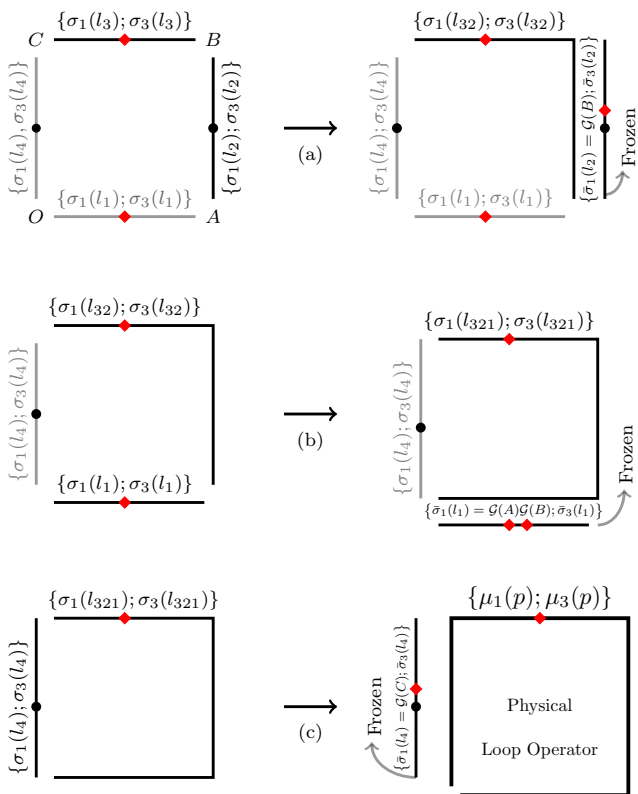 {σ₁(l₃); σ₃(l₃)}
C
B
{σ₁(l₄), σ₃(l₄)}
{σ₁(l₂); σ₃(l₂)}
O
{σ₁(l₁); σ₃(l₁)}
A
(a)
{σ₁(l₃₂); σ₃(l₃₂)}
{σ₁(l₄); σ₃(l₄)}
{σ̄₁(l₂) = 𝒢(B); σ̄₃(l₂)}
Frozen
{σ₁(l₁); σ₃(l₁)}
{σ₁(l₃₂); σ₃(l₃₂)}
{σ₁(l₄); σ₃(l₄)}
{σ₁(l₁); σ₃(l₁)}
(b)
{σ₁(l₃₂₁); σ₃(l₃₂₁)}
{σ₁(l₄); σ₃(l₄)}
{σ̄₁(l₁) = 𝒢(A)𝒢(B); σ̄₃(l₁)}
Frozen
{σ₁(l₃₂₁); σ₃(l₃₂₁)}
{σ₁(l₄); σ₃(l₄)}
(c)
{μ₁(p); μ₃(p)}
Frozen
{σ̄₁(l₄) = 𝒢(C); σ̄₃(l₄)}
Physical
Loop Operator